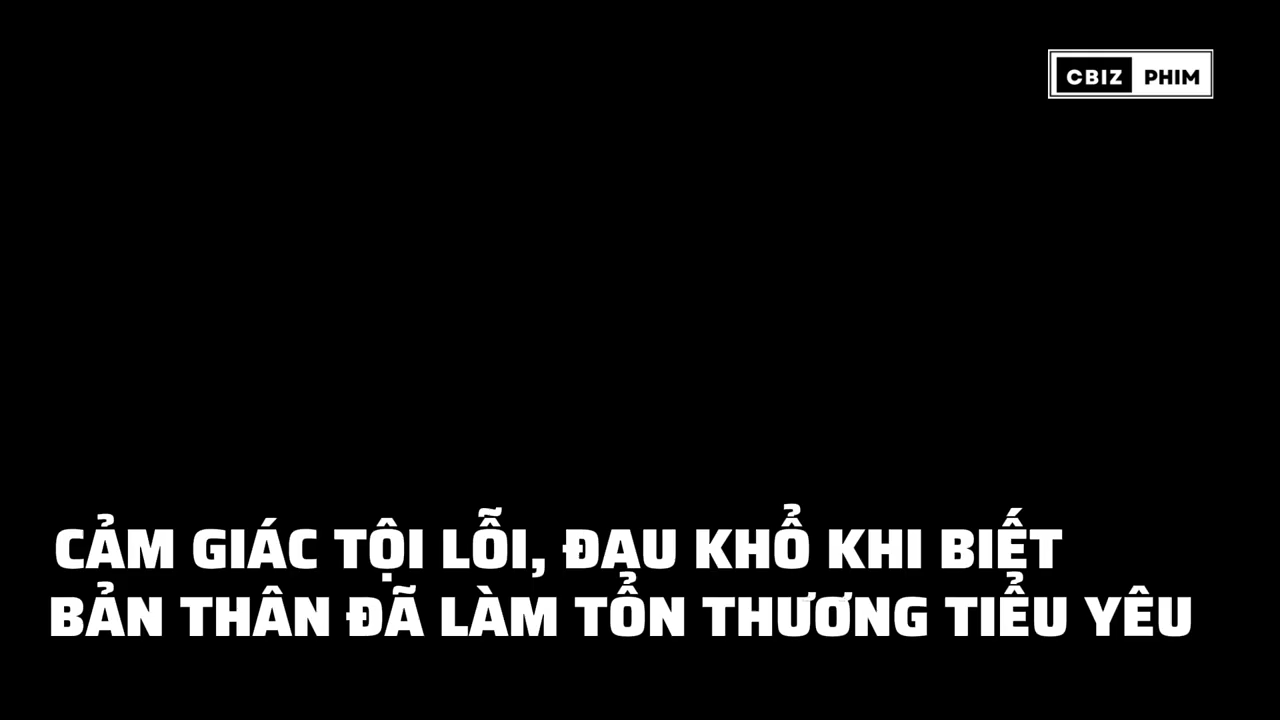 CBIZ PHIM
CẢM GIÁC TỘI LỖI, ĐAU KHỔ KHI BIẾT
BẢN THÂN ĐÃ LÀM TỔN THƯƠNG TIỂU YÊU